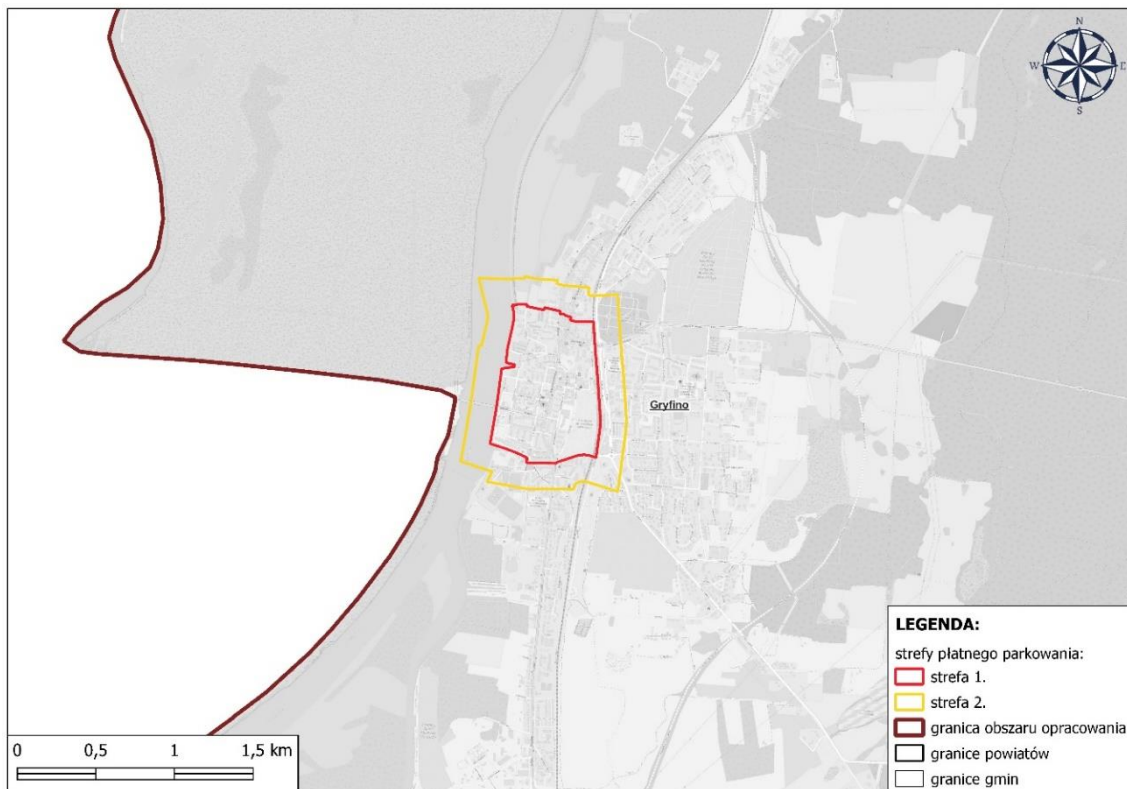 N
W
E
S
Gryfino
LEGENDA:
strefy płatnego parkowania:
strefa 1.
strefa 2.
granica obszaru opracowania
granice powiatów
granice gmin
0 0,5 1 1,5 km